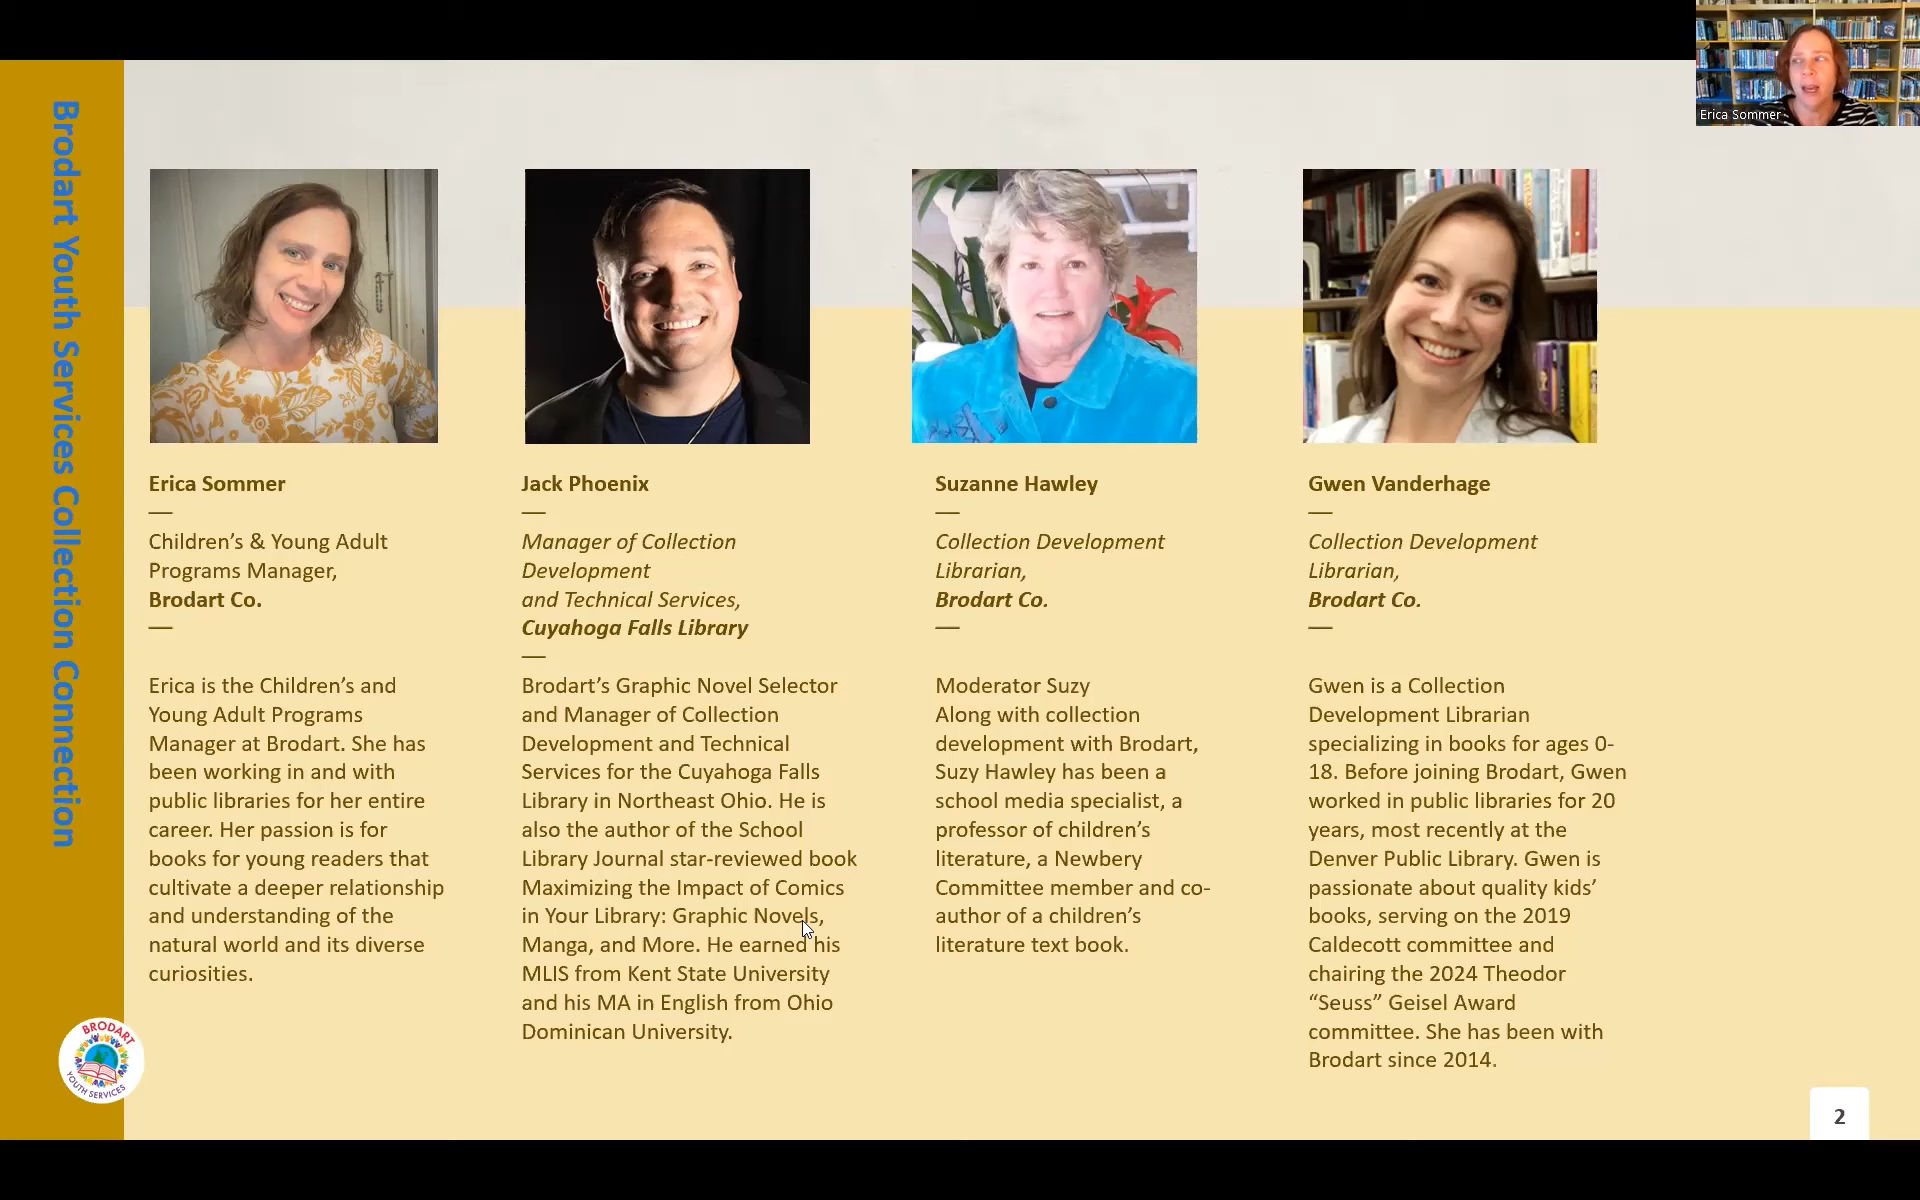 Erica Sommer
Brodart Youth Services Collection Connection
Erica Sommer
—
Children's & Young Adult
Programs Manager,
Brodart Co.
—
Erica is the Children's and
Young Adult Programs
Manager at Brodart. She has
been working in and with
public libraries for her entire
career. Her passion is for
books for young readers that
cultivate a deeper relationship
and understanding of the
natural world and its diverse
curiosities.
Jack Phoenix
—
Manager of Collection
Development
and Technical Services,
Cuyahoga Falls Library
—
Brodart's Graphic Novel Selector
and Manager of Collection
Development and Technical
Services for the Cuyahoga Falls
Library in Northeast Ohio. He is
also the author of the School
Library Journal star-reviewed book
Maximizing the Impact of Comics
in Your Library: Graphic Novels,
Manga, and More. He earned his
MLIS from Kent State University
and his MA in English from Ohio
Dominican University.
Suzanne Hawley
—
Collection Development
Librarian,
Brodart Co.
—
Moderator Suzy
Along with collection
development with Brodart,
Suzy Hawley has been a
school media specialist, a
professor of children's
literature, a Newbery
Committee member and co-
author of a children's
literature text book.
Gwen Vanderhage
—
Collection Development
Librarian,
Brodart Co.
—
Gwen is a Collection
Development Librarian
specializing in books for ages 0-
18. Before joining Brodart, Gwen
worked in public libraries for 20
years, most recently at the
Denver Public Library. Gwen is
passionate about quality kids'
books, serving on the 2019
Caldecott committee and
chairing the 2024 Theodor
“Seuss” Geisel Award
committee. She has been with
Brodart since 2014.
BRODART
YOUTH SERVICES
2